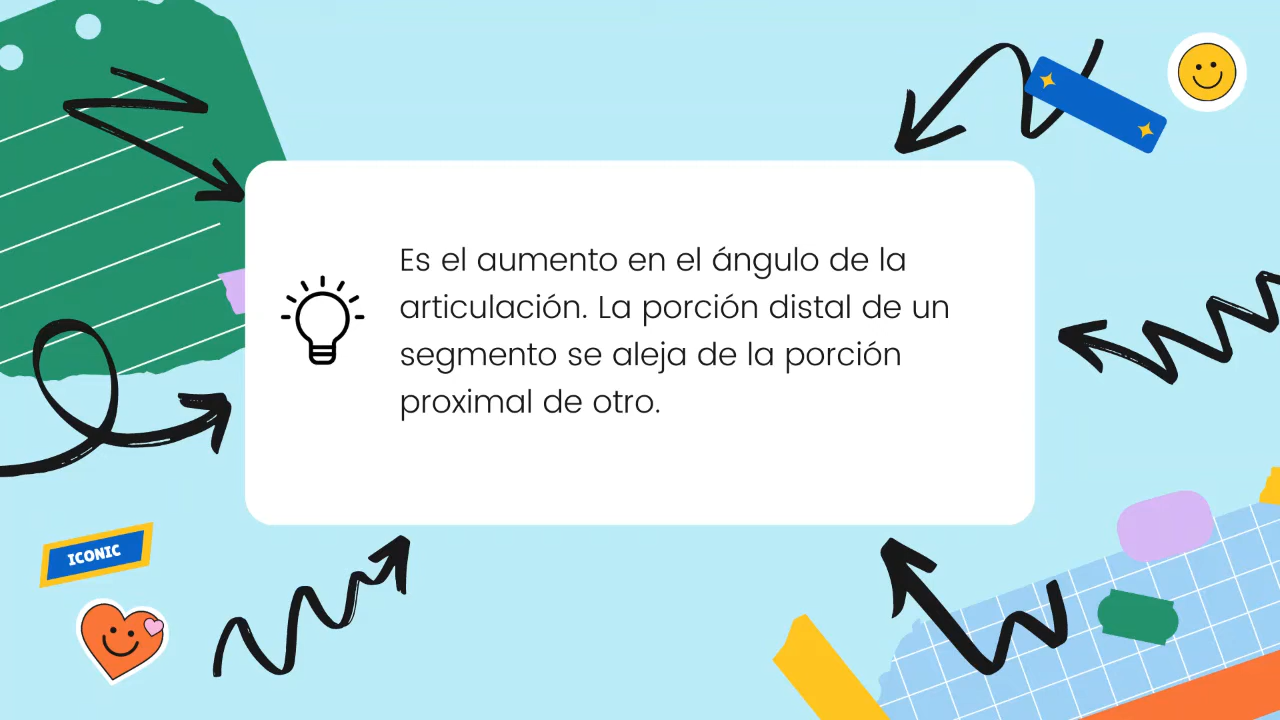 Es el aumento en el ángulo de la
articulación. La porción distal de un
segmento se aleja de la porción
proximal de otro.
ICONIC